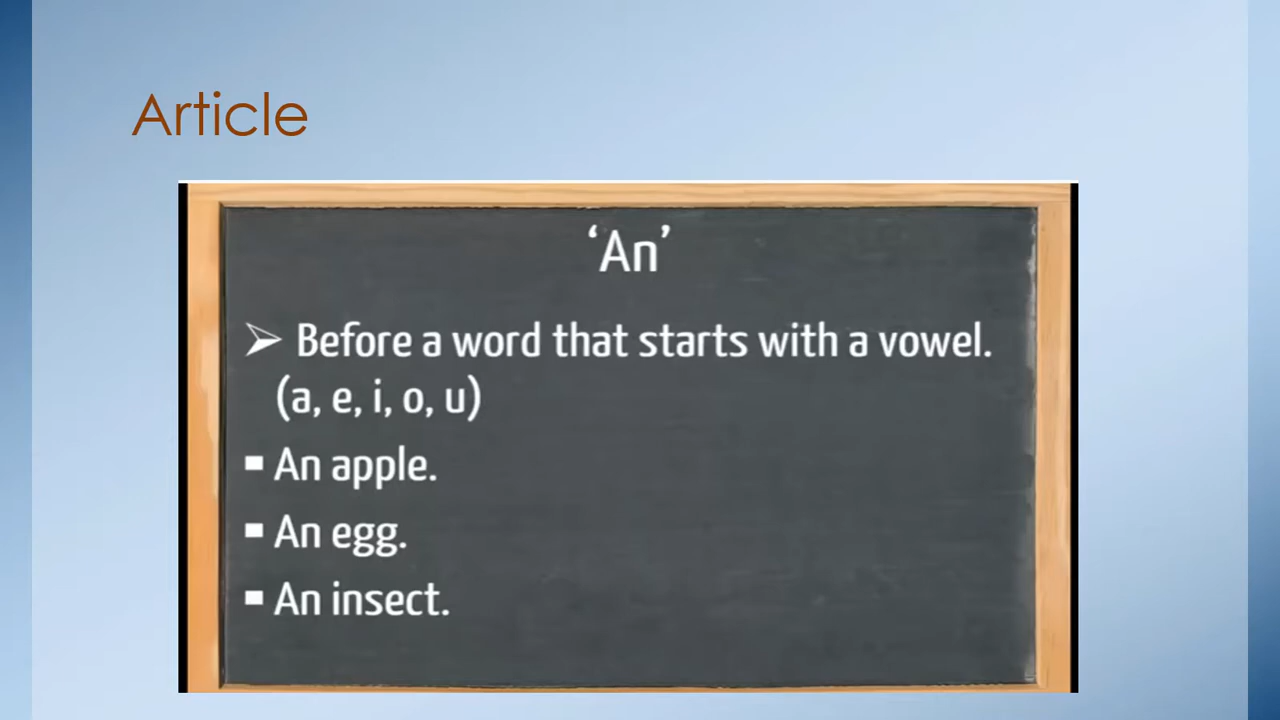 Article
‘An’
➢ Before a word that starts with a vowel.
(a, e, i, o, u)
▪ An apple.
▪ An egg.
▪ An insect.